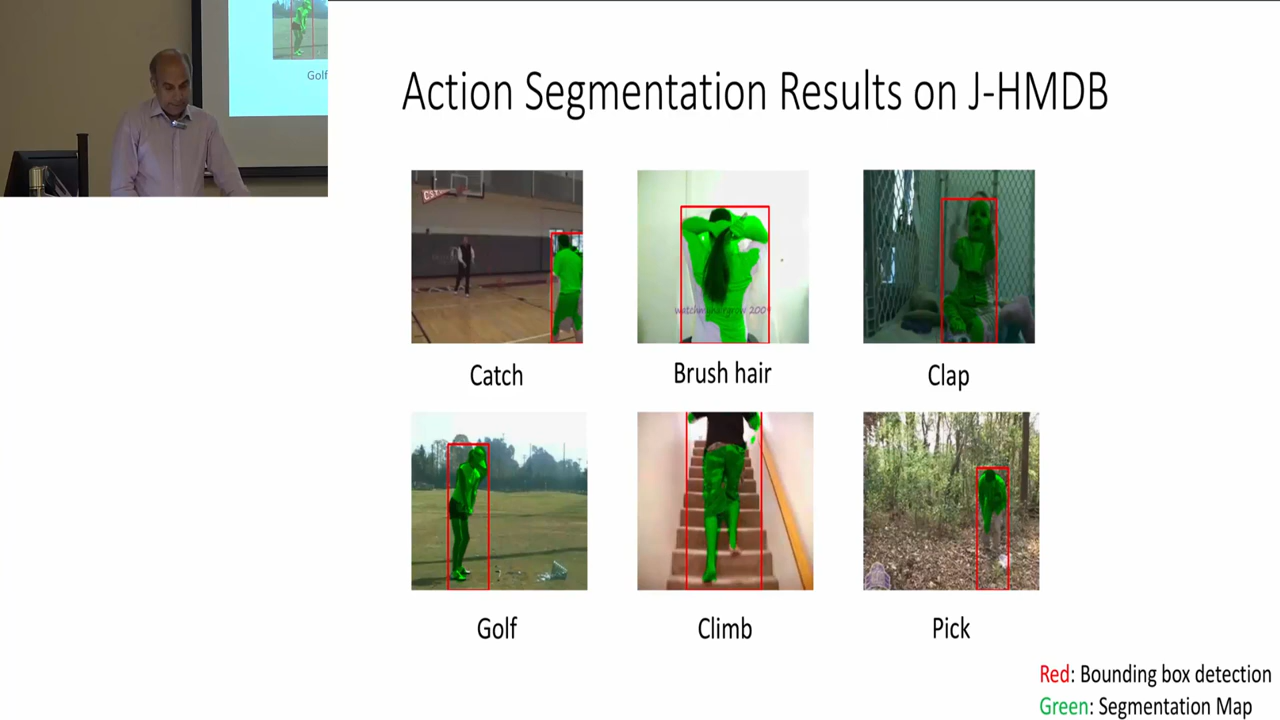 Golf
Action Segmentation Results on J-HMDB
CST
Catch
Brush hair
Clap
Golf
Climb
Pick
Red: Bounding box detection
Green: Segmentation Map